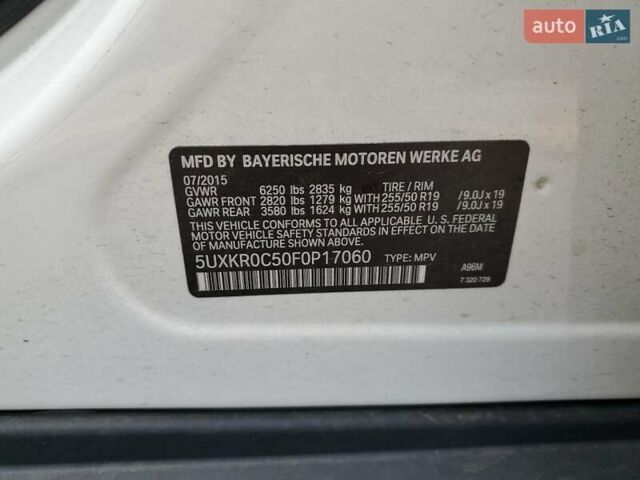 auto RIA
.com
MFD BY BAYERISCHE MOTOREN WERKE AG
07/2015
GVWR 6250 lbs 2835 kg TIRE / RIM
GAWR FRONT 2820 lbs 1279 kg WITH 255/50 R19 /9.0J x 19
GAWR REAR 3580 lbs 1624 kg WITH 255/50 R19 /9.0J x 19
THIS VEHICLE CONFORMS TO ALL APPLICABLE U. S. FEDERAL
MOTOR VEHICLE SAFETY STANDARDS IN EFFECT ON THE DATE OF
MANUFACTURE SHOWN ABOVE.
5UXKR0C50F0P17060 TYPE: MPV
A96M
7 320 729